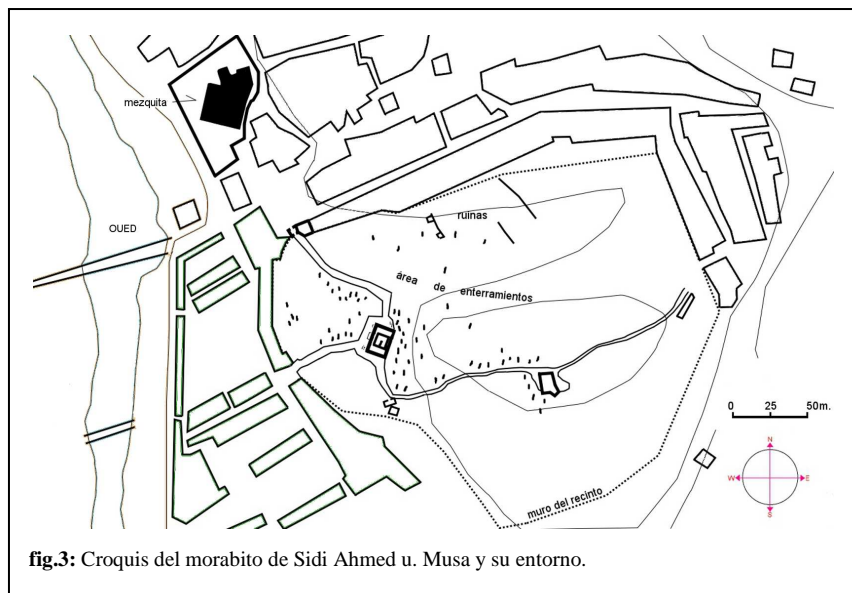 mezquita
OUED
ruinas
área de enterramientos
0 25 50m.
N
W E
S
muro del recinto
fig.3: Croquis del morabito de Sidi Ahmed u. Musa y su entorno.